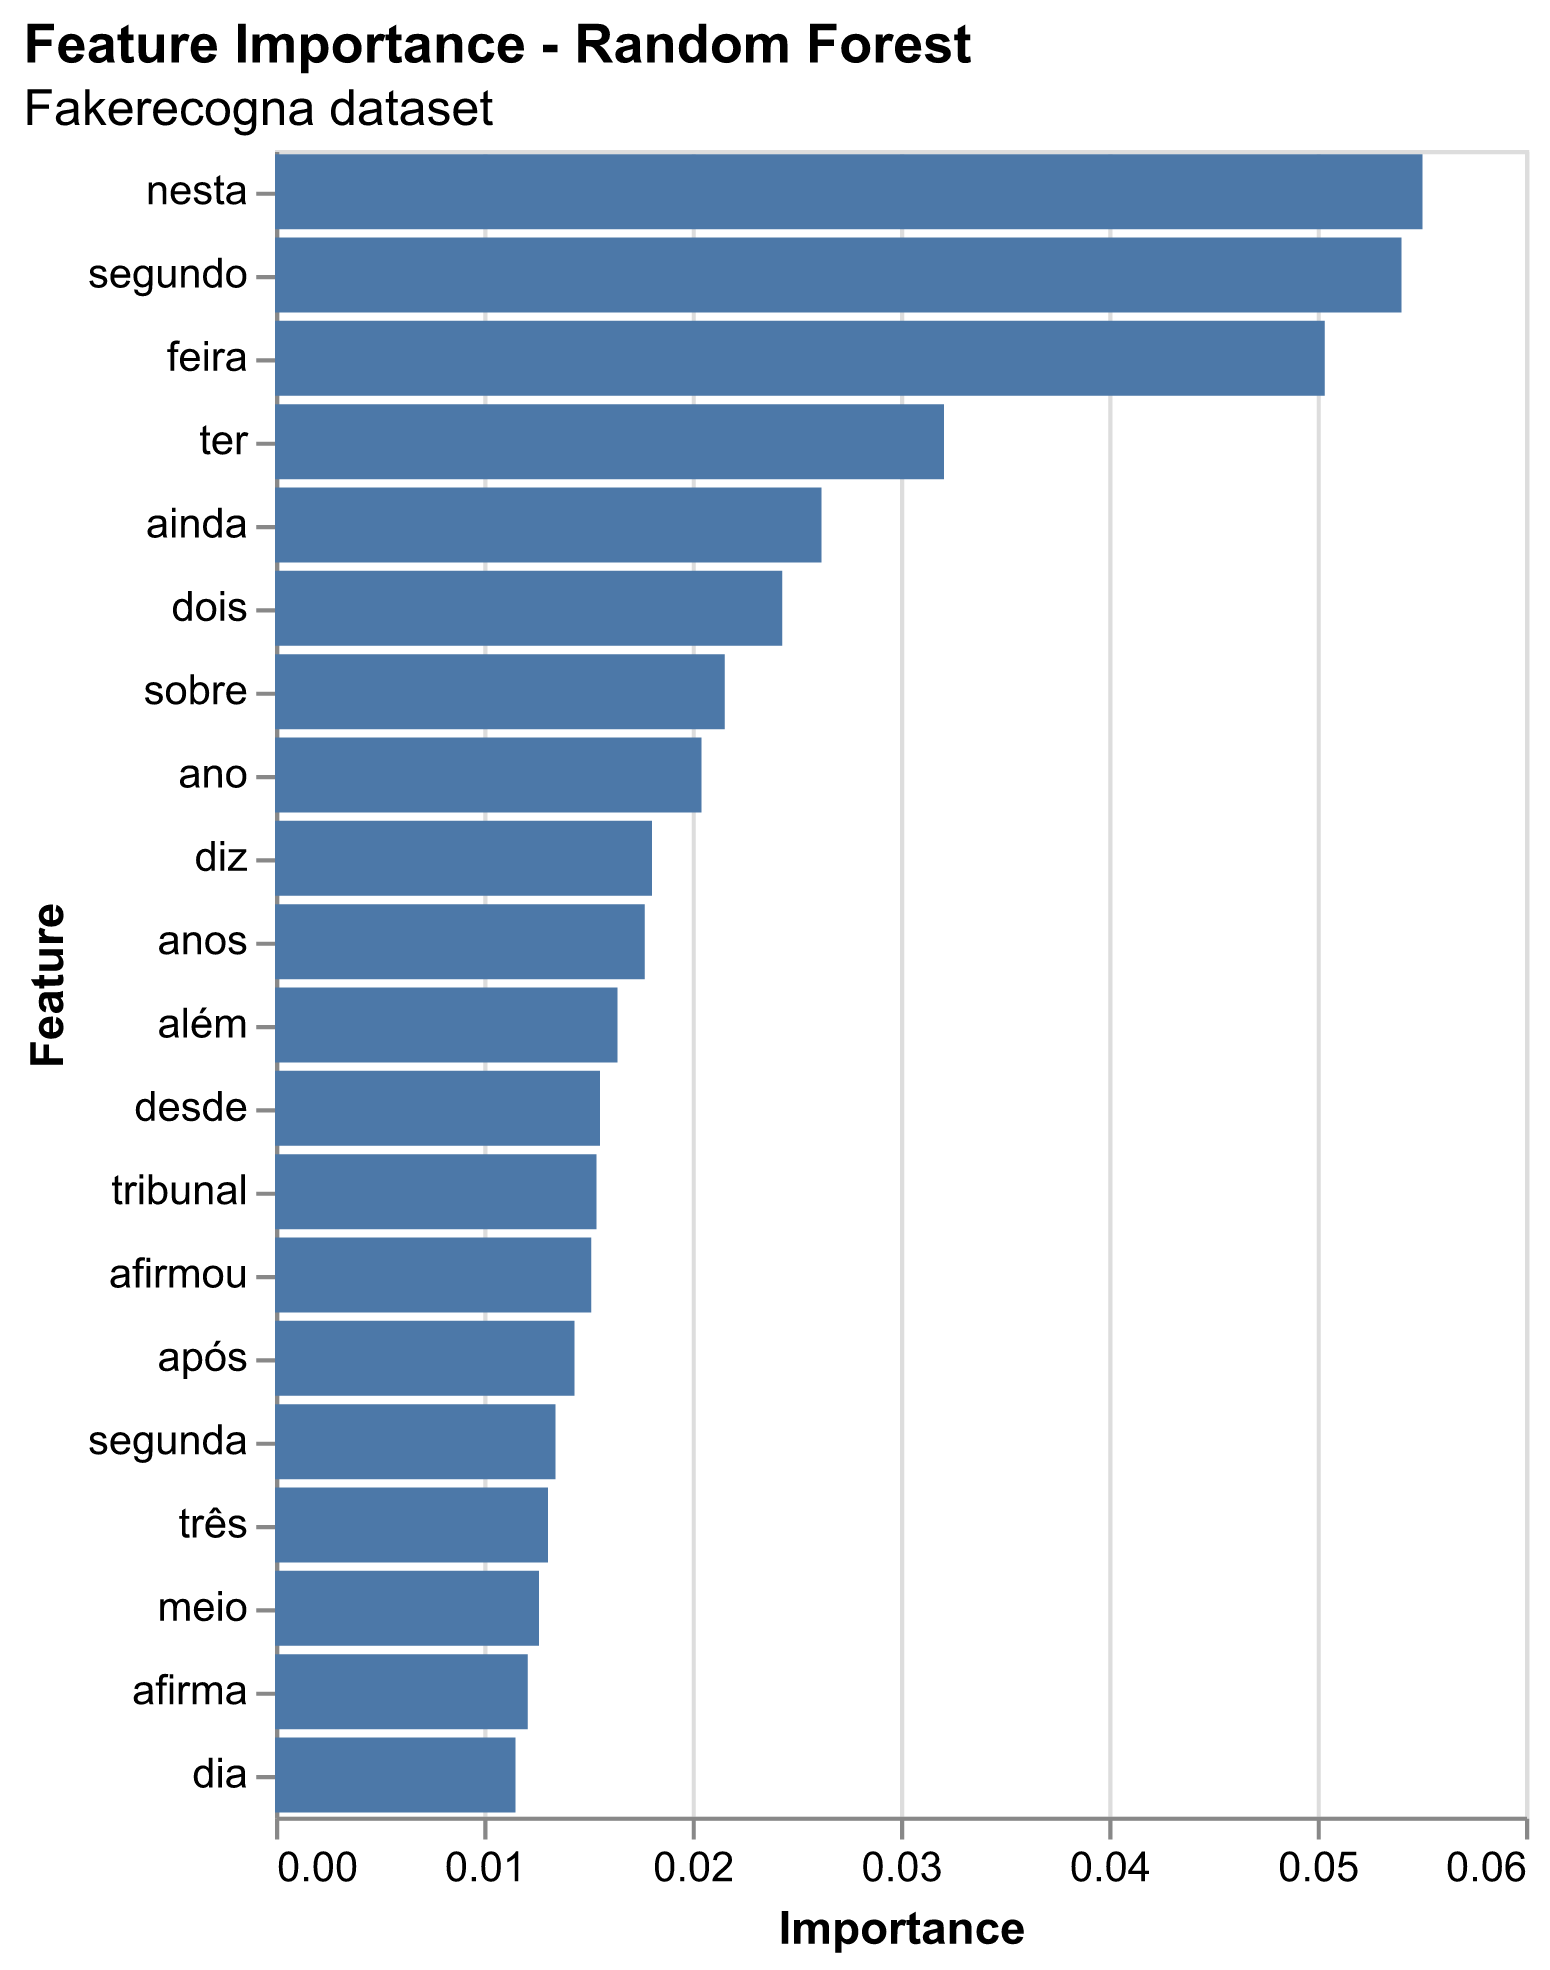 Feature Importance - Random Forest
Fakerecogna dataset
nesta
segundo
feira
ter
ainda
dois
sobre
ano
diz
anos
além
desde
tribunal
afirmou
após
segunda
três
meio
afirma
dia
Feature
0.00 0.01 0.02 0.03 0.04 0.05 0.06
Importance